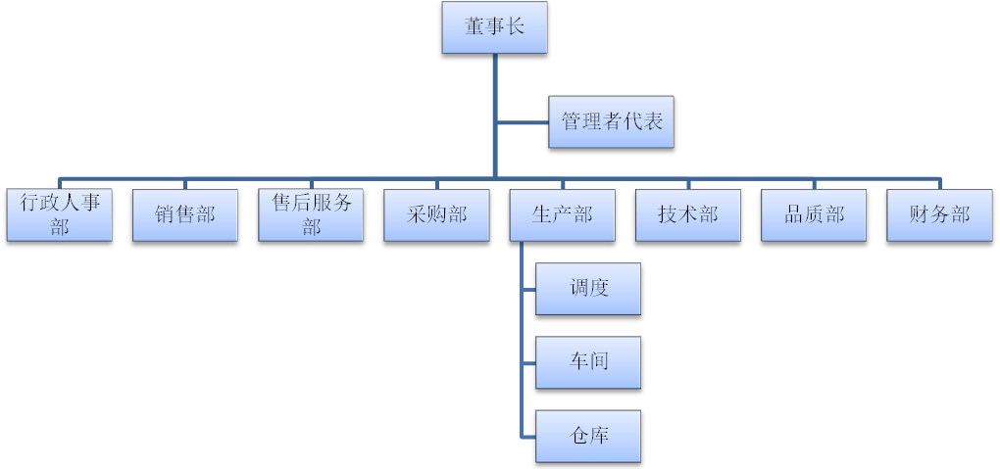 董事长
管理者代表
行政人事
部
销售部
售后服务
部
采购部
生产部
技术部
品质部
财务部
调度
车间
仓库